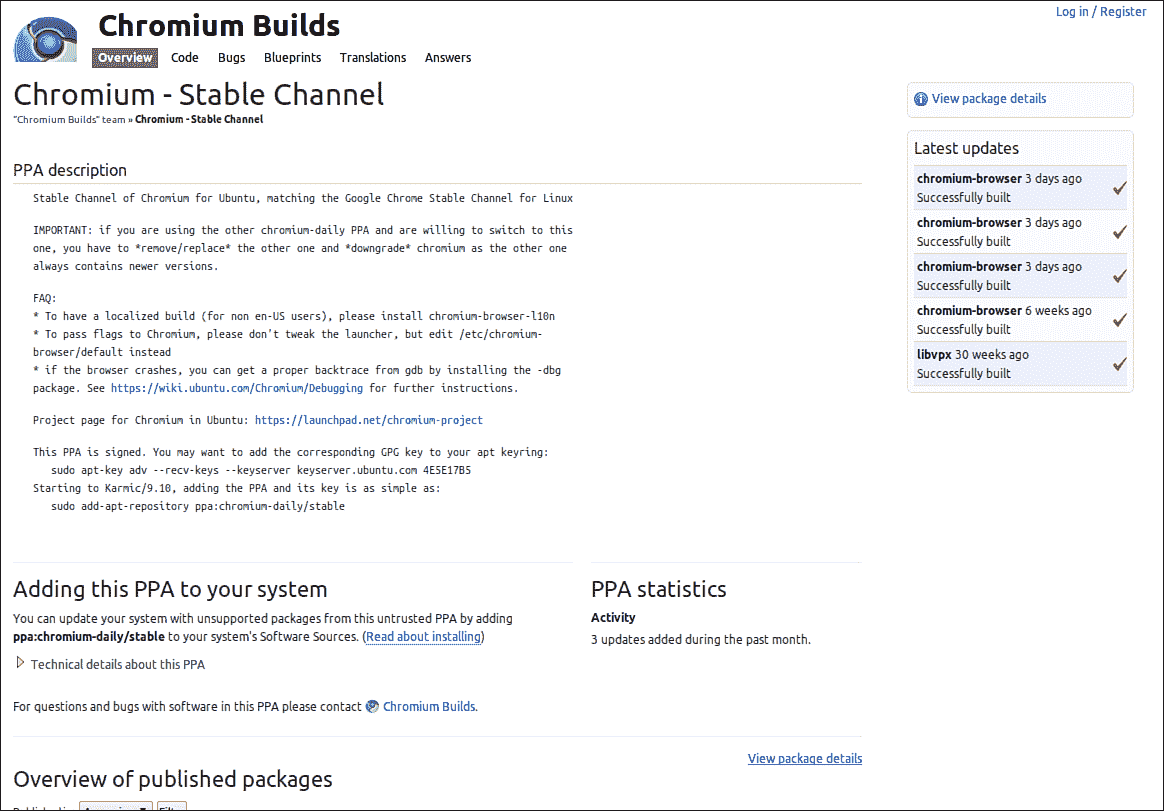 Log in / Register
Chromium Builds
Overview Code Bugs Blueprints Translations Answers
Chromium - Stable Channel
"Chromium Builds" team » Chromium - Stable Channel
PPA description
Stable Channel of Chromium for Ubuntu, matching the Google Chrome Stable Channel for Linux
IMPORTANT: if you are using the other chromium-daily PPA and are willing to switch to this
one, you have to *remove/replace* the other one and *downgrade* chromium as the other one
always contains newer versions.
FAQ:
* To have a localized build (for non en-US users), please install chromium-browser-l10n
* To pass flags to Chromium, please don't tweak the launcher, but edit /etc/chromium-
browser/default instead
* if the browser crashes, you can get a proper backtrace from gdb by installing the -dbg
package. See https://wiki.ubuntu.com/Chromium/Debugging for further instructions.
Project page for Chromium in Ubuntu: https://launchpad.net/chromium-project
This PPA is signed. You may want to add the corresponding GPG key to your apt keyring:
sudo apt-key adv --recv-keys --keyserver keyserver.ubuntu.com 4E5E17B5
Starting to Karmic/9.10, adding the PPA and its key is as simple as:
sudo add-apt-repository ppa:chromium-daily/stable
View package details
Latest updates
chromium-browser 3 days ago
Successfully built
chromium-browser 3 days ago
Successfully built
chromium-browser 3 days ago
Successfully built
chromium-browser 6 weeks ago
Successfully built
libvpx 30 weeks ago
Successfully built
Adding this PPA to your system
You can update your system with unsupported packages from this untrusted PPA by adding
ppa:chromium-daily/stable to your system's Software Sources. (Read about installing)
Technical details about this PPA
For questions and bugs with software in this PPA please contact Chromium Builds.
PPA statistics
Activity
3 updates added during the past month.
View package details
Overview of published packages